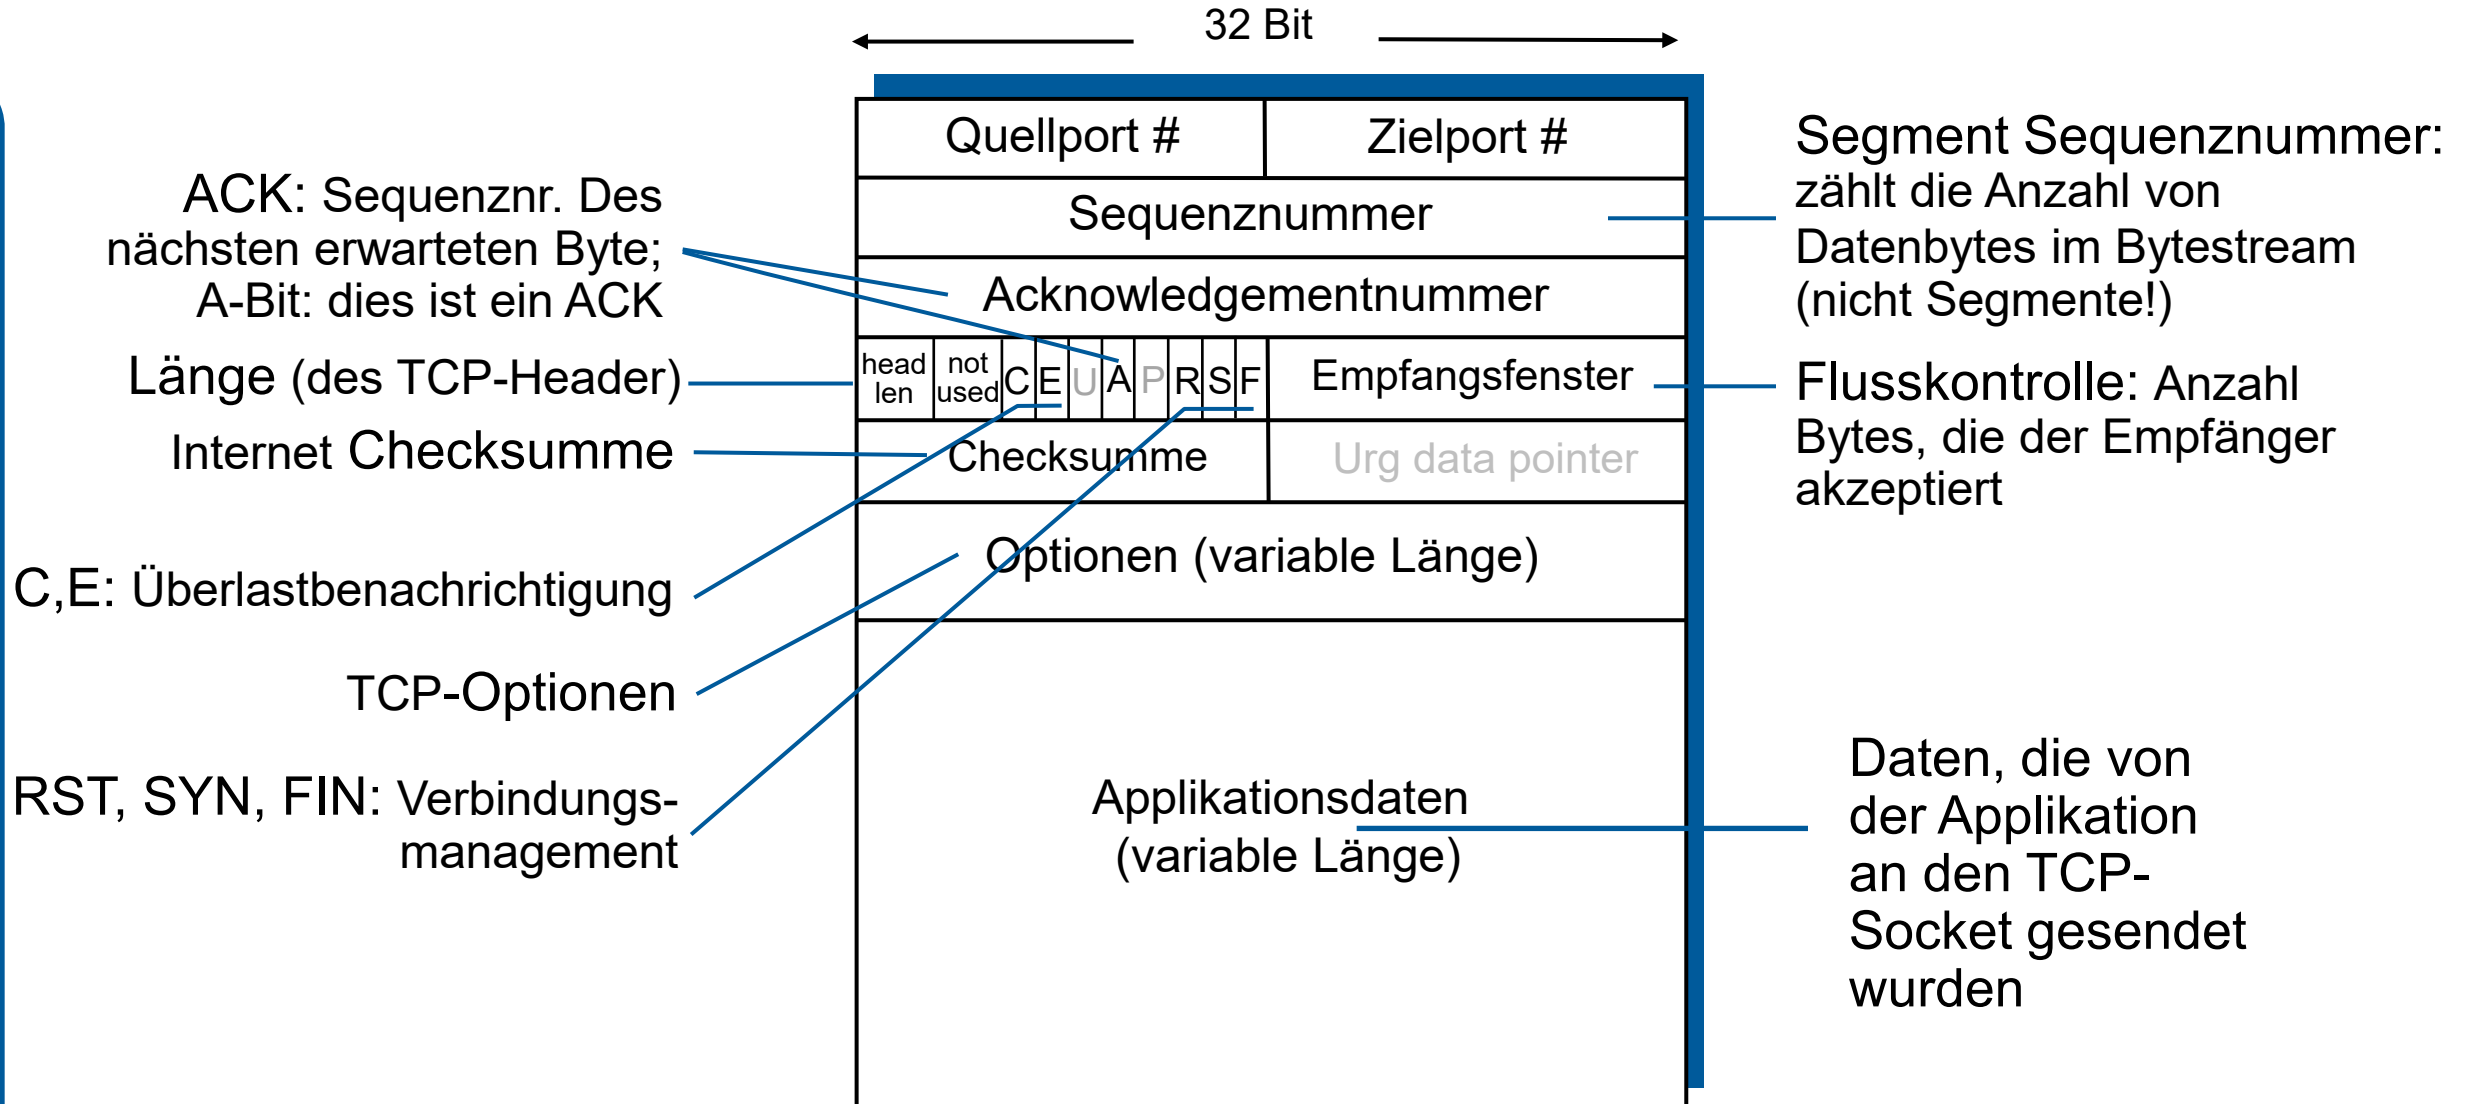 32 Bit
Quellport #
Zielport #
Sequenznummer
Acknowledgementnummer
head
len
not
used
C
E
U
A
P
R
S
F
Empfangsfenster
Checksumme
Urg data pointer
Optionen (variable Länge)
Applikationsdaten
(variable Länge)
ACK: Sequenznr. Des
nächsten erwarteten Byte;
A-Bit: dies ist ein ACK
Länge (des TCP-Header)
Internet Checksumme
C,E: Überlastbenachrichtigung
TCP-Optionen
RST, SYN, FIN: Verbindungs-
management
Segment Sequenznummer:
zählt die Anzahl von
Datenbytes im Bytestream
(nicht Segmente!)
Flusskontrolle: Anzahl
Bytes, die der Empfänger
akzeptiert
Daten, die von
der Applikation
an den TCP-
Socket gesendet
wurden